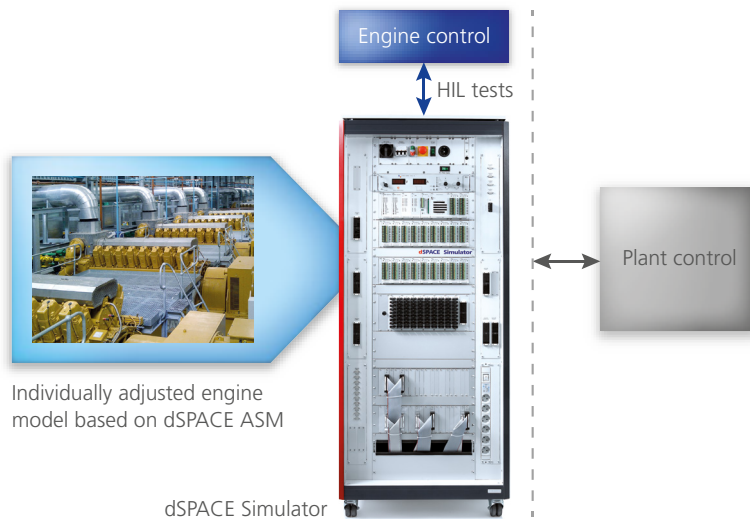 Engine control
HIL tests
dSPACE Simulator
Plant control
Individually adjusted engine
model based on dSPACE ASM
dSPACE Simulator